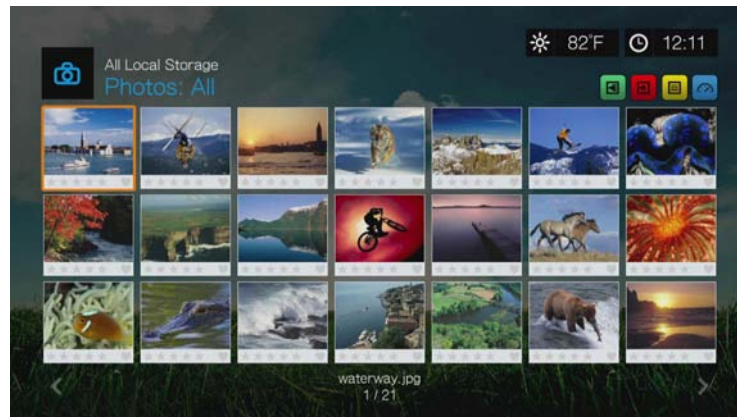 82°F
12:11
All Local Storage
Photos: All
waterway.jpg
1 / 21